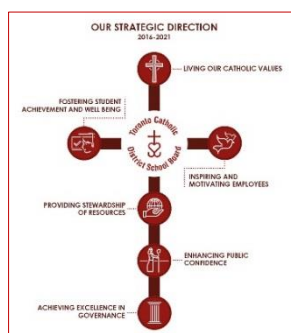 OUR STRATEGIC DIRECTION
2016-2021
LIVING OUR CATHOLIC VALUES
FOSTERING STUDENT
ACHIEVEMENT AND WELL BEING
Toronto Catholic
District School Board
INSPIRING AND
MOTIVATING EMPLOYEES
PROVIDING STEWARDSHIP
OF RESOURCES
ENHANCING PUBLIC
CONFIDENCE
ACHIEVING EXCELLENCE IN
GOVERNANCE